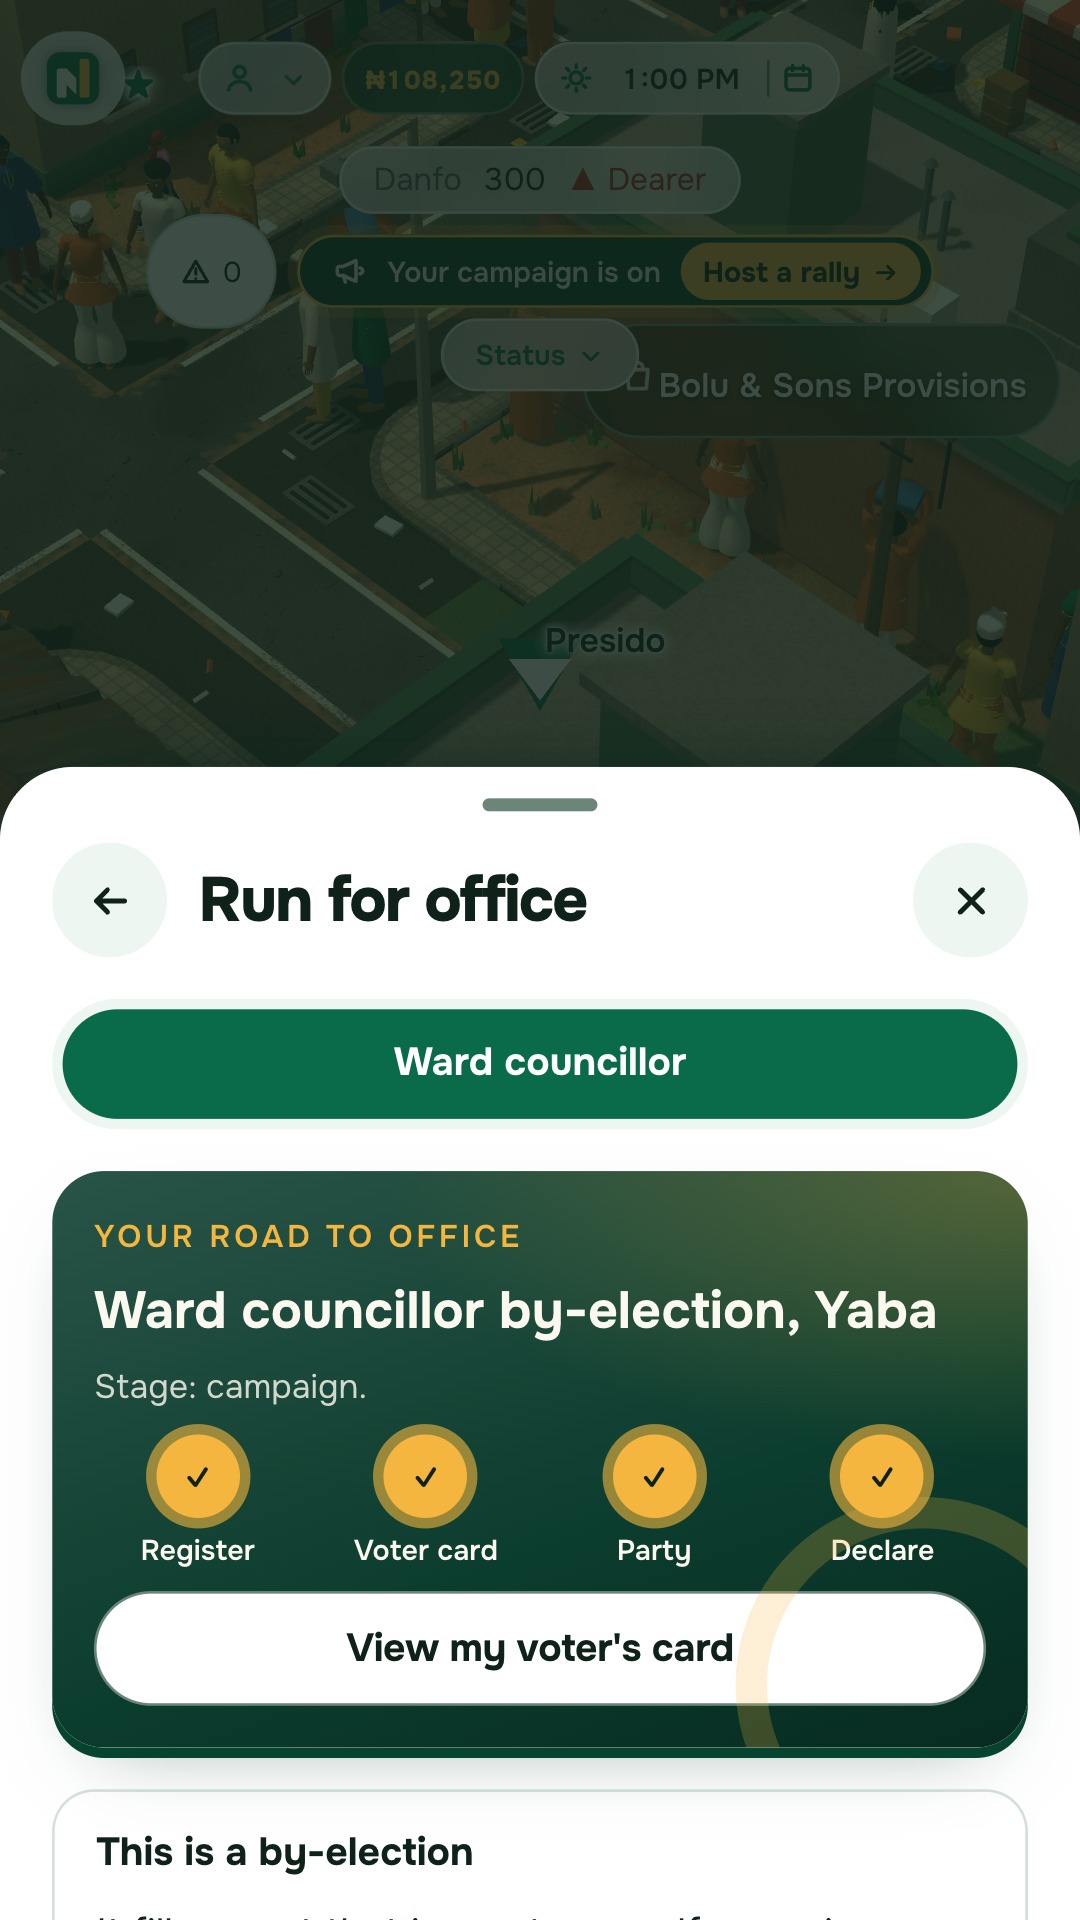 ₦108,250
1:00 PM
Danfo 300 ▲ Dearer
0
Your campaign is on
Host a rally →
Status
Bolu & Sons Provisions
Presido
Run for office
Ward councillor
YOUR ROAD TO OFFICE
Ward councillor by-election, Yaba
Stage: campaign.
Register
Voter card
Party
Declare
View my voter's card
This is a by-election